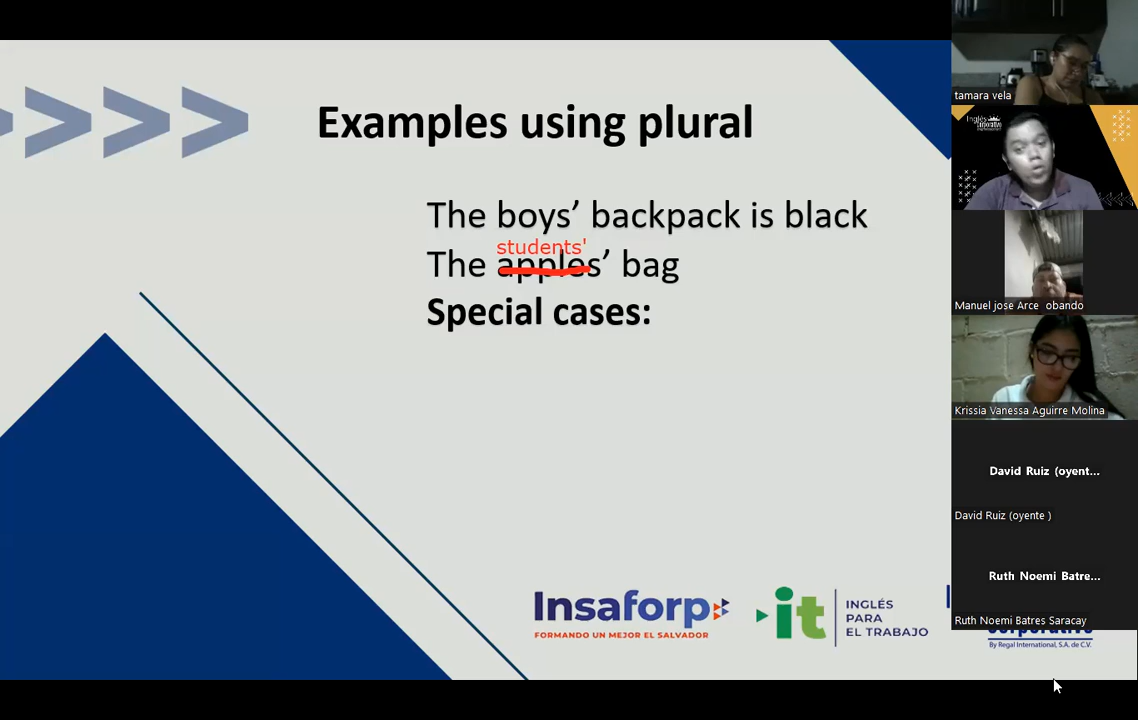 Examples using plural
The boys’ backpack is black
students'
The apples’ bag
Special cases:
Insaforp
FORMANDO UN MEJOR EL SALVADOR
it
INGLÉS
PARA
EL TRABAJO
By Regal International, S.A. de C.V.
tamara vela
Inglés
Manuel jose Arce obando
Krissia Vanessa Aguirre Molina
David Ruiz (oyent...
David Ruiz (oyente )
Ruth Noemi Batre...
Ruth Noemi Batres Saracay